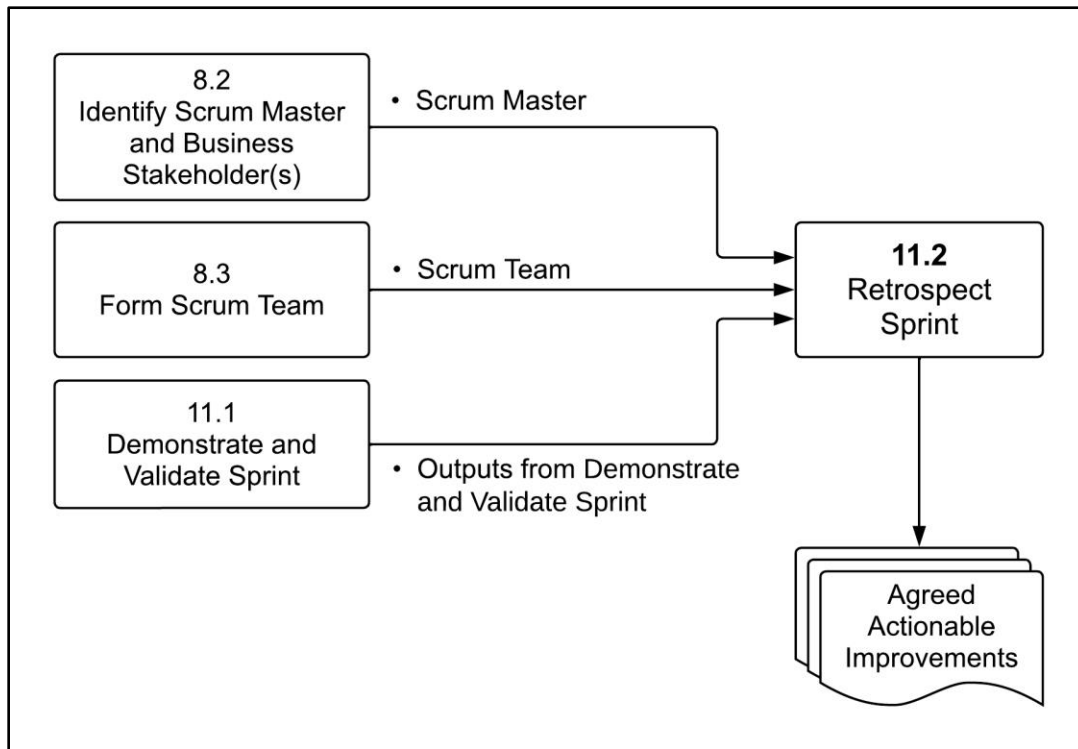 8.2
Identify Scrum Master
and Business
Stakeholder(s)
• Scrum Master
8.3
Form Scrum Team
• Scrum Team
11.1
Demonstrate and
Validate Sprint
• Outputs from Demonstrate
and Validate Sprint
11.2
Retrospect
Sprint
Agreed
Actionable
Improvements